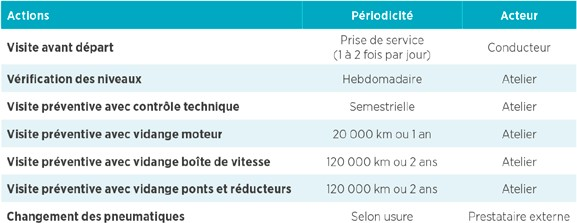 Actions Périodicité Acteur
Visite avant départ Prise de service (1 à 2 fois par jour) Conducteur
Vérification des niveaux Hebdomadaire Atelier
Visite préventive avec contrôle technique Semestrielle Atelier
Visite préventive avec vidange moteur 20 000 km ou 1 an Atelier
Visite préventive avec vidange boîte de vitesse 120 000 km ou 2 ans Atelier
Visite préventive avec vidange ponts et réducteurs 120 000 km ou 2 ans Atelier
Changement des pneumatiques Selon usure Prestataire externe